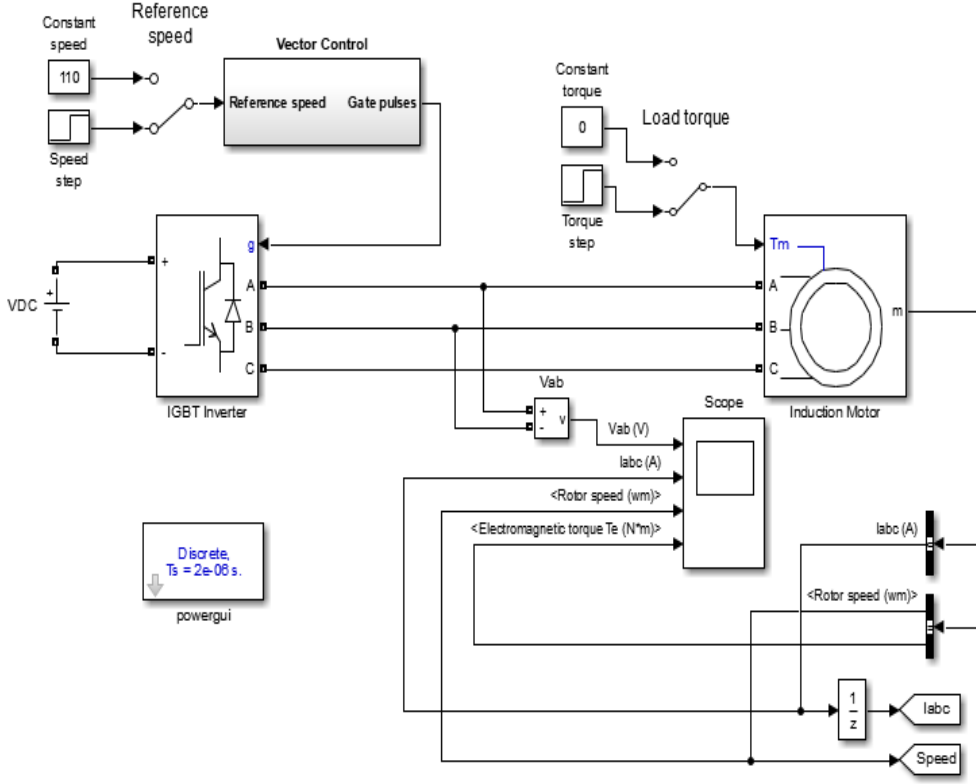 Constant
speed
Reference
speed
110
Speed
step
Vector Control
Reference speed
Gate pulses
Constant
torque
0
Load torque
Torque
step
VDC
+
+
-
g
A
B
C
IGBT Inverter
Tm
A
B
C
m
Induction Motor
Vab
+
-
v
Vab (V)
Scope
Iabc (A)
<Rotor speed (wm)>
<Electromagnetic torque Te (N*m)>
Discrete,
Ts = 2e-06 s.
powergui
Iabc (A)
<Rotor speed (wm)>
1
z
Iabc
Speed